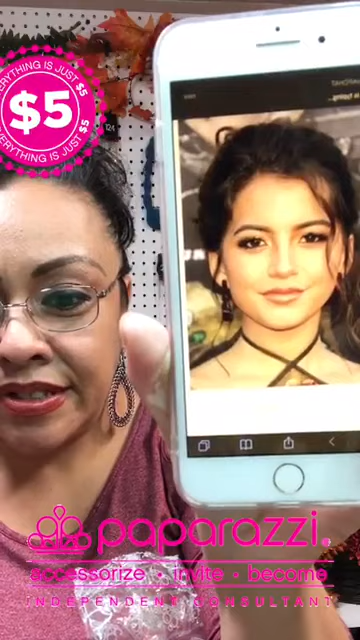 EVERYTHING IS JUST $5
$5
EVERYTHING IS JUST $5
paparazzi.
accessorize • invite • become
INDEPENDENT CONSULTANT